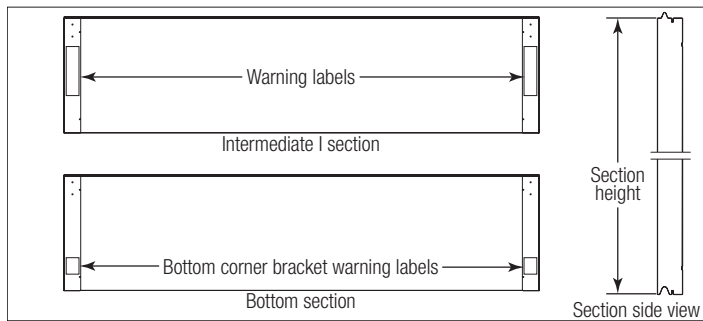 Warning labels
Intermediate I section
Bottom corner bracket warning labels
Bottom section
Section
height
Section side view